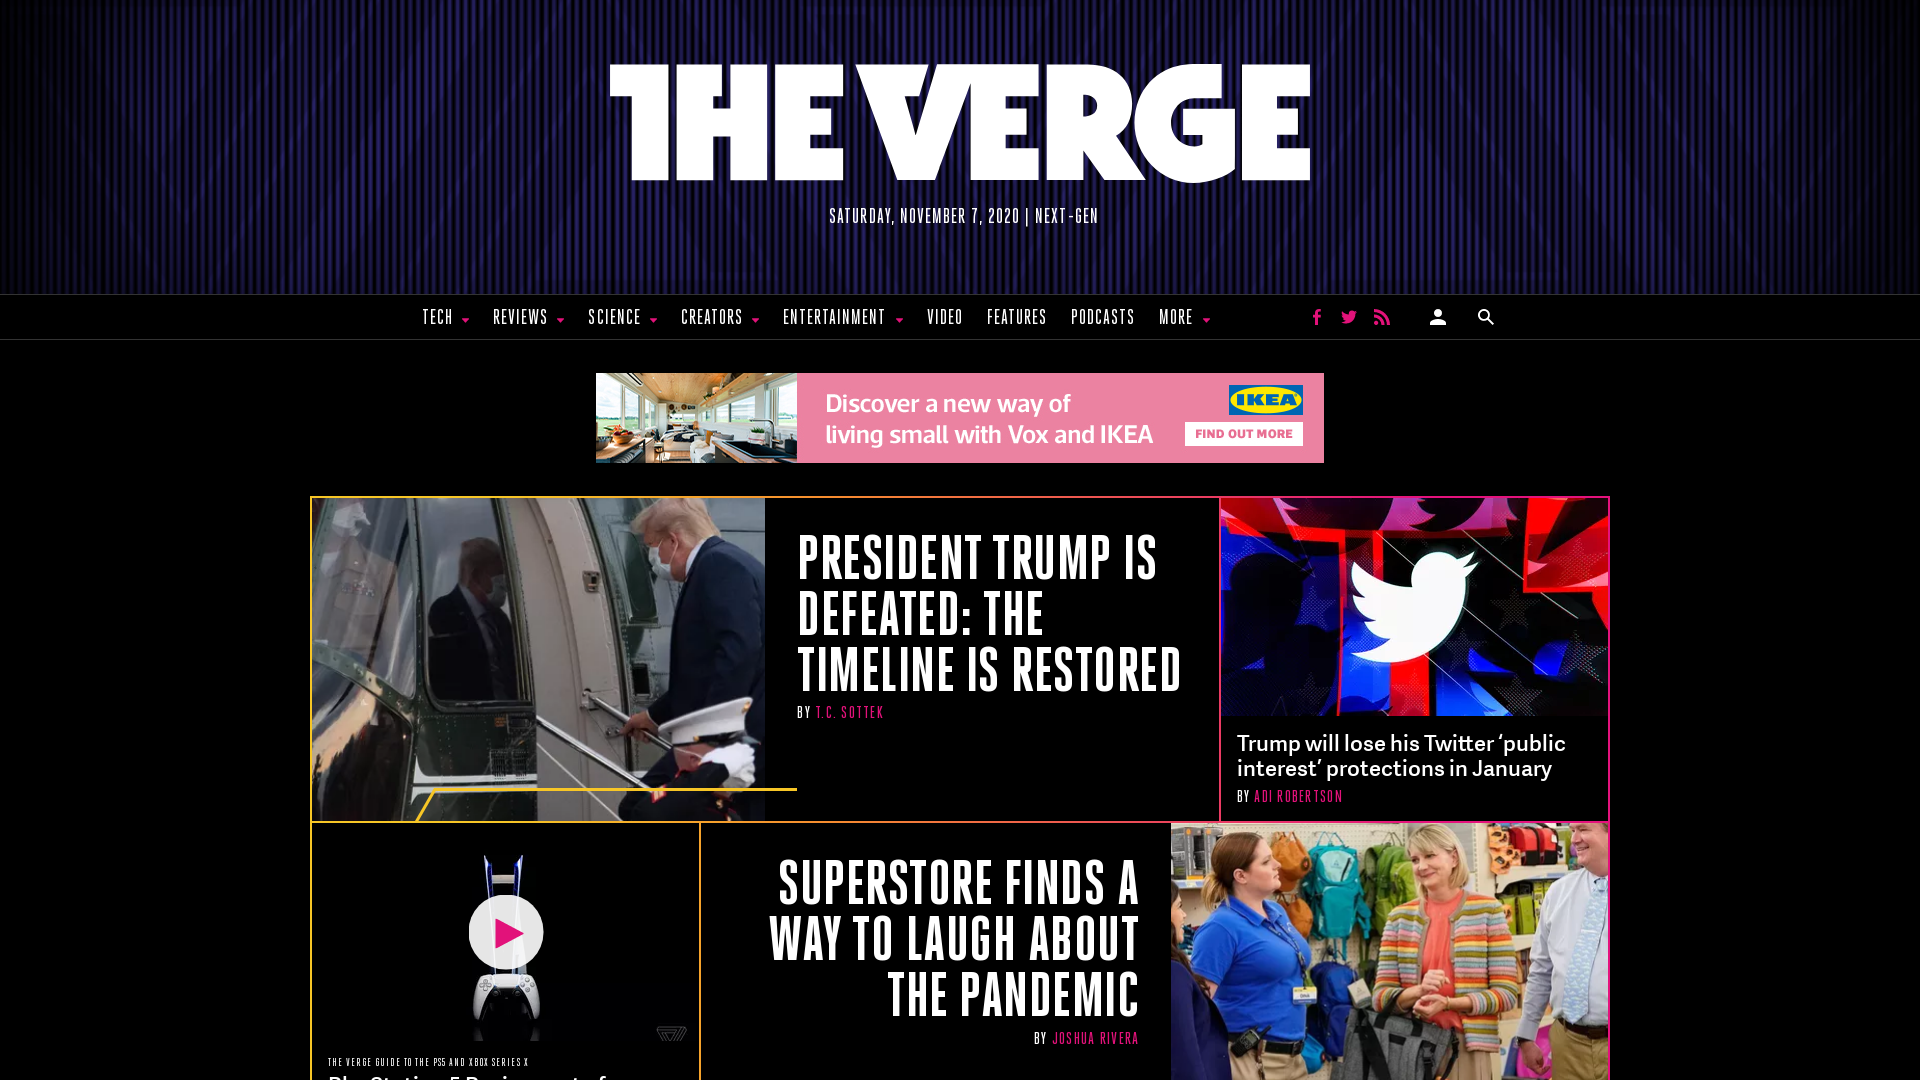 THE VERGE
SATURDAY, NOVEMBER 7, 2020 | NEXT-GEN
TECH REVIEWS SCIENCE CREATORS ENTERTAINMENT VIDEO FEATURES PODCASTS MORE
Discover a new way of
living small with Vox and IKEA
IKEA
FIND OUT MORE
PRESIDENT TRUMP IS
DEFEATED: THE
TIMELINE IS RESTORED
BY T.C. SOTTEK
Trump will lose his Twitter ‘public
interest’ protections in January
BY ADI ROBERTSON
THE VERGE GUIDE TO THE PS5 AND XBOX SERIES X
SUPERSTORE FINDS A
WAY TO LAUGH ABOUT
THE PANDEMIC
BY JOSHUA RIVERA